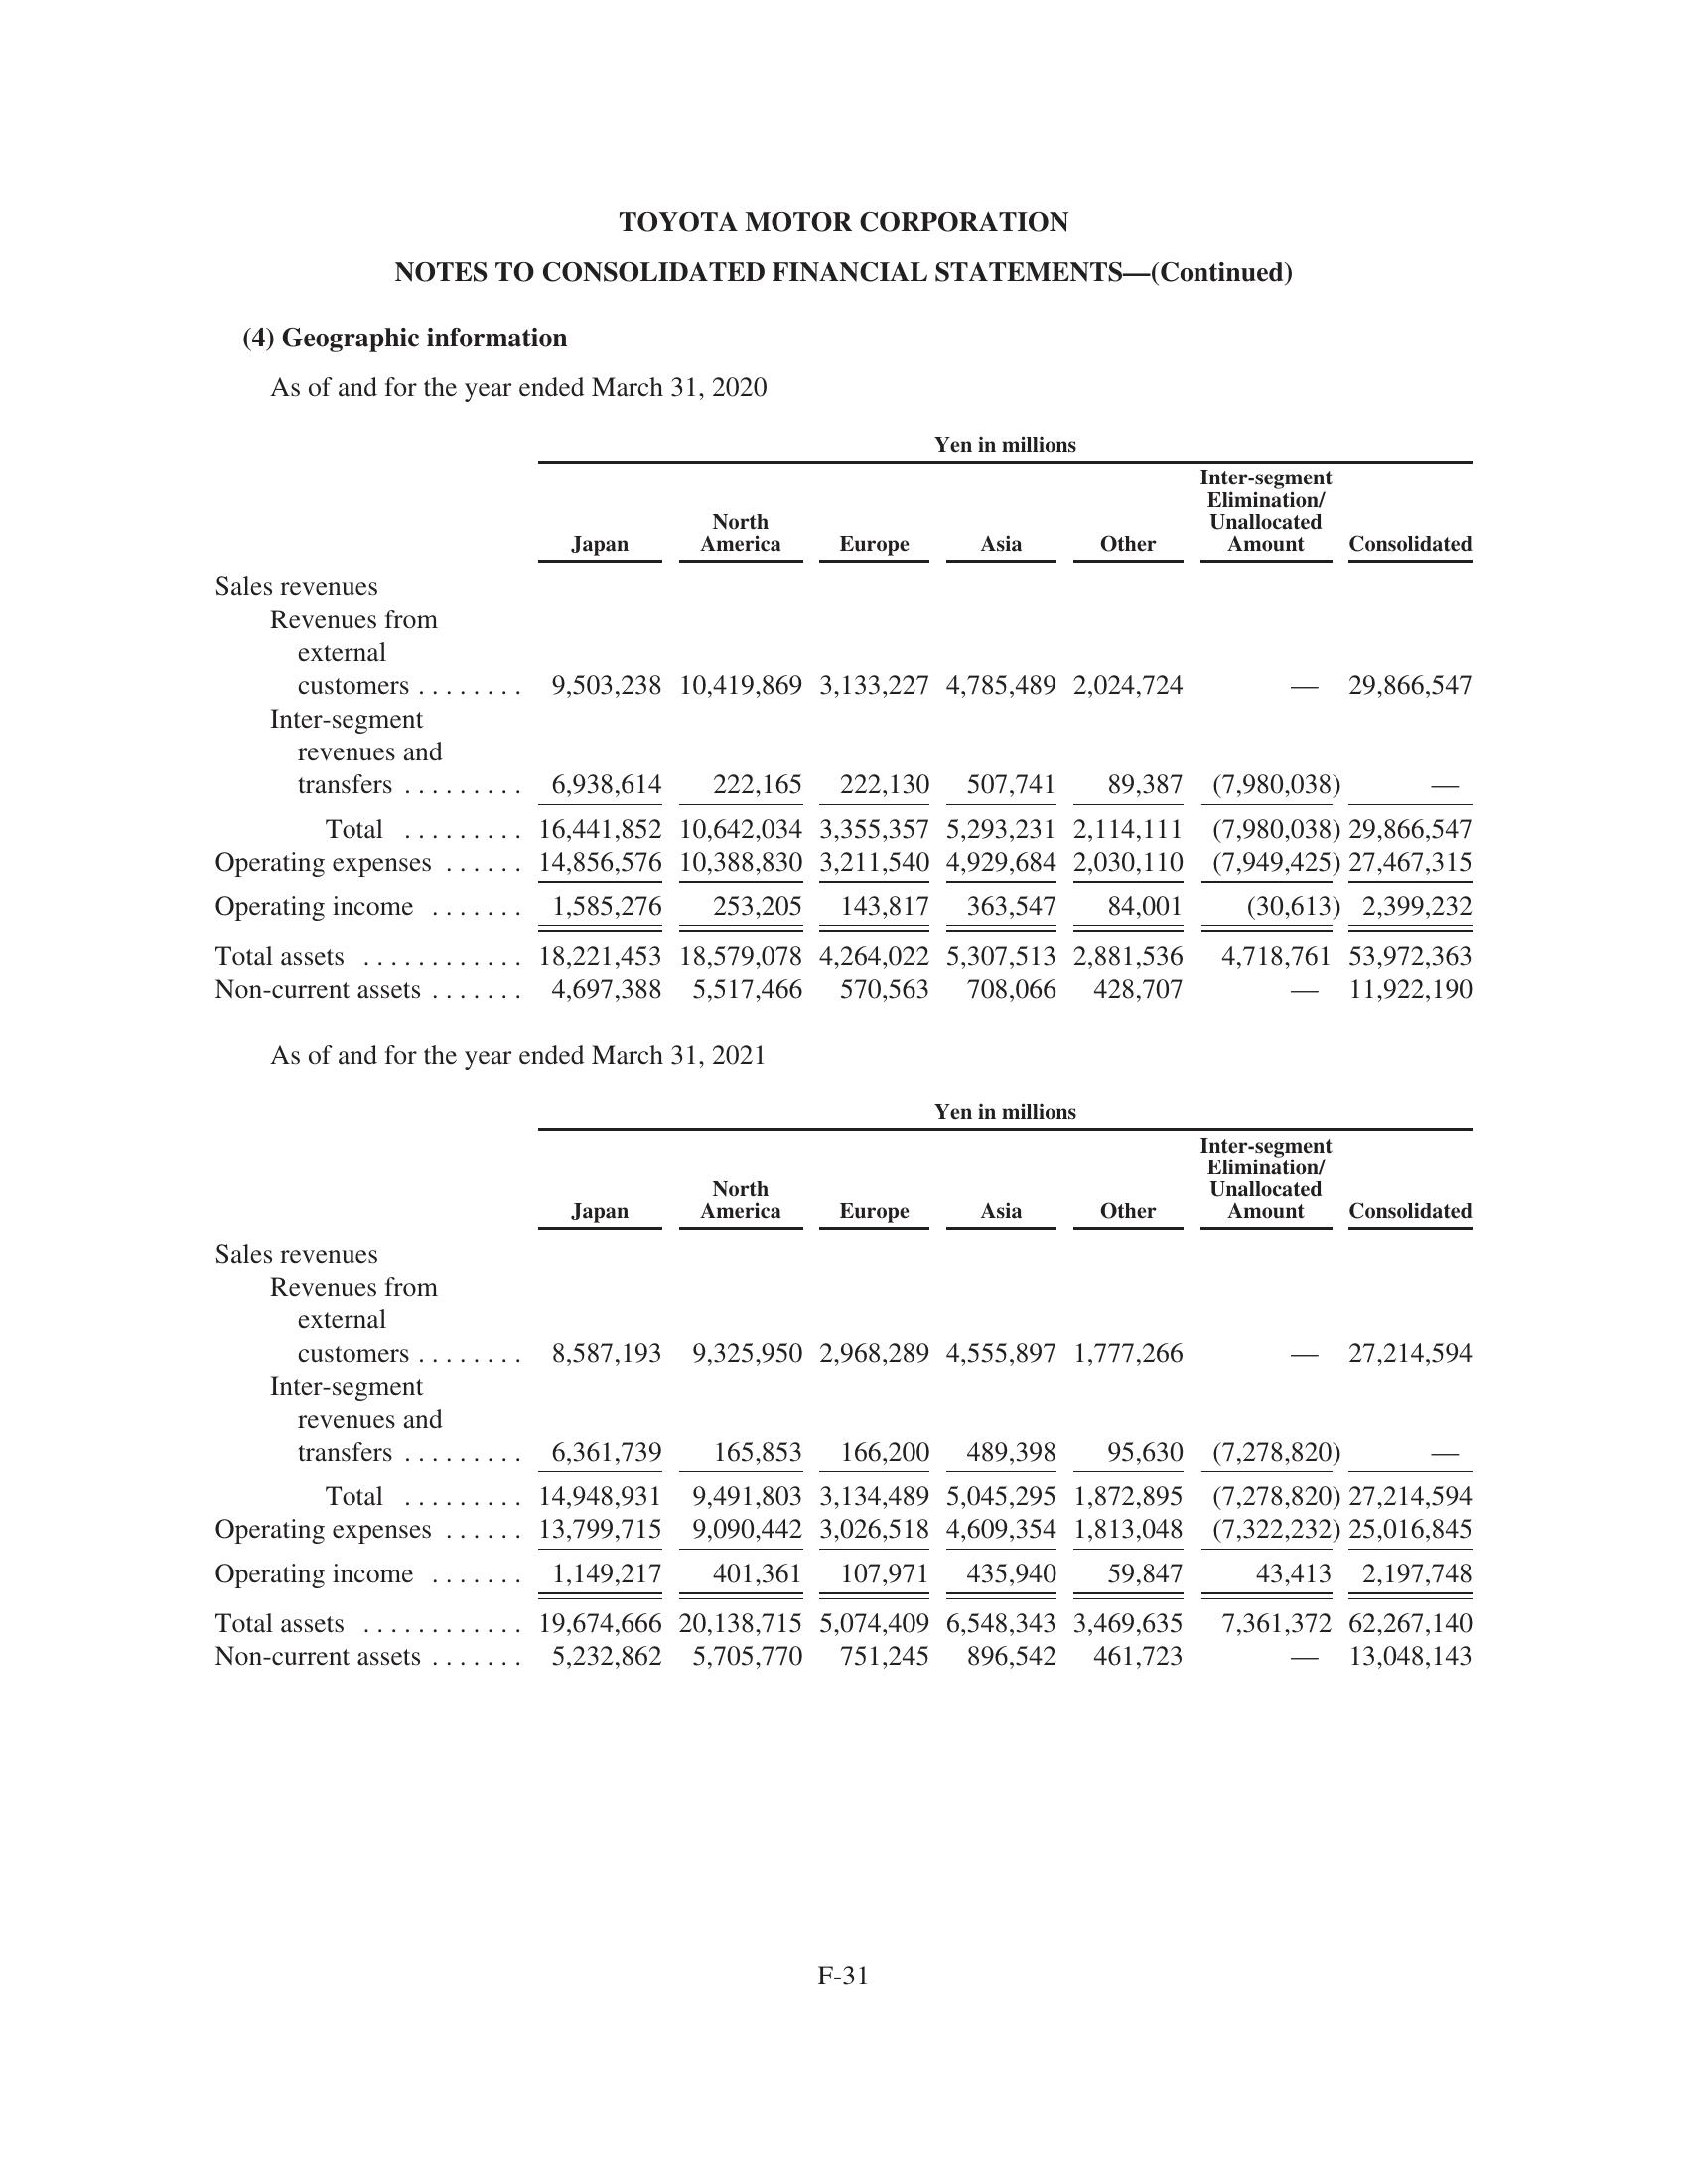 TOYOTA MOTOR CORPORATION
NOTES TO CONSOLIDATED FINANCIAL STATEMENTS—(Continued)
(4) Geographic information
As of and for the year ended March 31, 2020
Yen in millions
Japan North America Europe Asia Other Inter-segment Elimination/ Unallocated Amount Consolidated
Sales revenues
Revenues from
external
customers ........ 9,503,238 10,419,869 3,133,227 4,785,489 2,024,724 — 29,866,547
Inter-segment
revenues and
transfers ......... 6,938,614 222,165 222,130 507,741 89,387 (7,980,038) —
Total ......... 16,441,852 10,642,034 3,355,357 5,293,231 2,114,111 (7,980,038) 29,866,547
Operating expenses ...... 14,856,576 10,388,830 3,211,540 4,929,684 2,030,110 (7,949,425) 27,467,315
Operating income ....... 1,585,276 253,205 143,817 363,547 84,001 (30,613) 2,399,232
Total assets ............ 18,221,453 18,579,078 4,264,022 5,307,513 2,881,536 4,718,761 53,972,363
Non-current assets ....... 4,697,388 5,517,466 570,563 708,066 428,707 — 11,922,190
As of and for the year ended March 31, 2021
Yen in millions
Japan North America Europe Asia Other Inter-segment Elimination/ Unallocated Amount Consolidated
Sales revenues
Revenues from
external
customers ........ 8,587,193 9,325,950 2,968,289 4,555,897 1,777,266 — 27,214,594
Inter-segment
revenues and
transfers ......... 6,361,739 165,853 166,200 489,398 95,630 (7,278,820) —
Total ......... 14,948,931 9,491,803 3,134,489 5,045,295 1,872,895 (7,278,820) 27,214,594
Operating expenses ...... 13,799,715 9,090,442 3,026,518 4,609,354 1,813,048 (7,322,232) 25,016,845
Operating income ....... 1,149,217 401,361 107,971 435,940 59,847 43,413 2,197,748
Total assets ............ 19,674,666 20,138,715 5,074,409 6,548,343 3,469,635 7,361,372 62,267,140
Non-current assets ....... 5,232,862 5,705,770 751,245 896,542 461,723 — 13,048,143
F-31